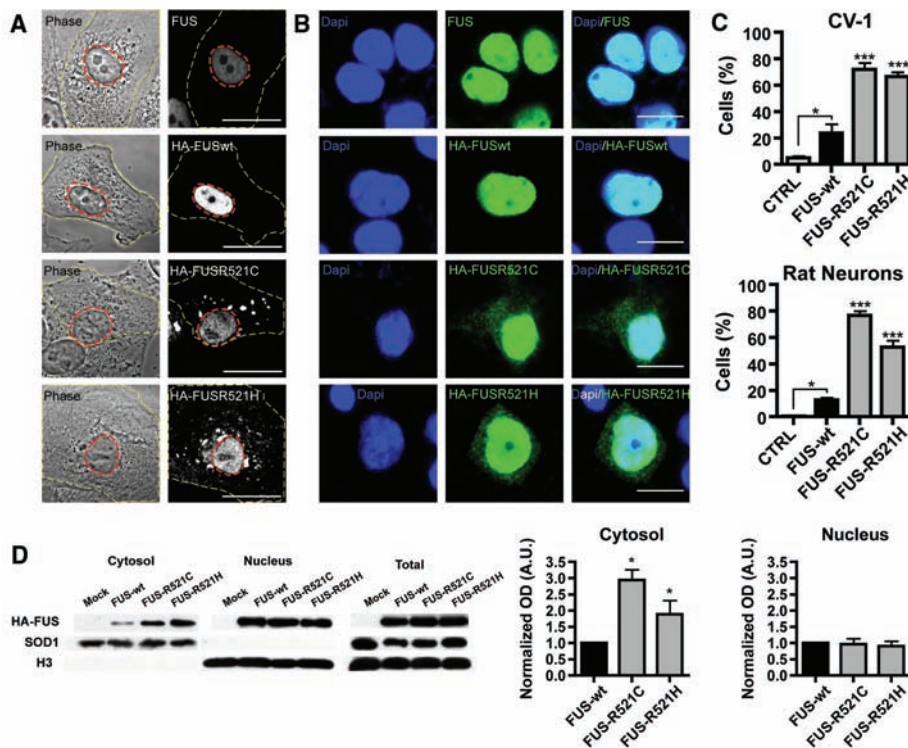 A
Phase
FUS
Phase
HA-FUSwt
Phase
HA-FUSR521C
Phase
HA-FUSR521H
B
Dapi
FUS
Dapi/FUS
Dapi
HA-FUSwt
Dapi/HA-FUSwt
Dapi
HA-FUSR521C
Dapi/HA-FUSR521C
Dapi
HA-FUSR521H
Dapi/HA-FUSR521H
C
CV-1
Cells (%)
100
80
60
40
20
0
*
***
***
CTRL
FUS-wt
FUS-R521C
FUS-R521H
Rat Neurons
Cells (%)
100
80
60
40
20
0
*
***
***
CTRL
FUS-wt
FUS-R521C
FUS-R521H
D
Cytosol
Nucleus
Total
Mock
FUS-wt
FUS-R521C
FUS-R521H
Mock
FUS-wt
FUS-R521C
FUS-R521H
Mock
FUS-wt
FUS-R521C
FUS-R521H
HA-FUS
SOD1
H3
Cytosol
Normalized OD (A.U.)
3.5
3.0
2.5
2.0
1.5
1.0
0.5
0.0
*
*
FUS-wt
FUS-R521C
FUS-R521H
Nucleus
Normalized OD (A.U.)
3.5
3.0
2.5
2.0
1.5
1.0
0.5
0.0
FUS-wt
FUS-R521C
FUS-R521H